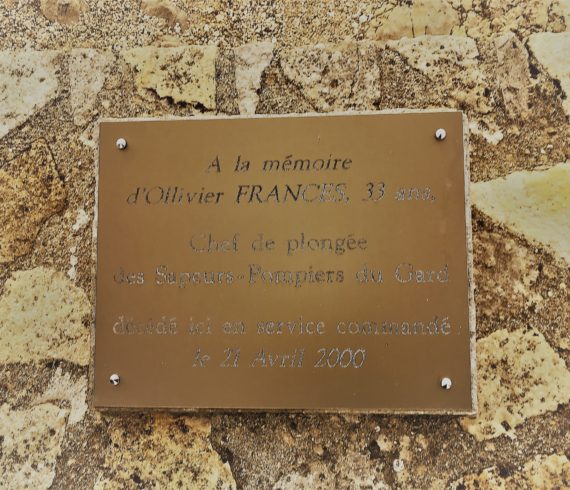 A la mémoire
d'Ollivier FRANCES, 33 ans,
Chef de plongée
des Sapeurs-Pompiers du Gard
décédé ici en service commandé
le 21 Avril 2000